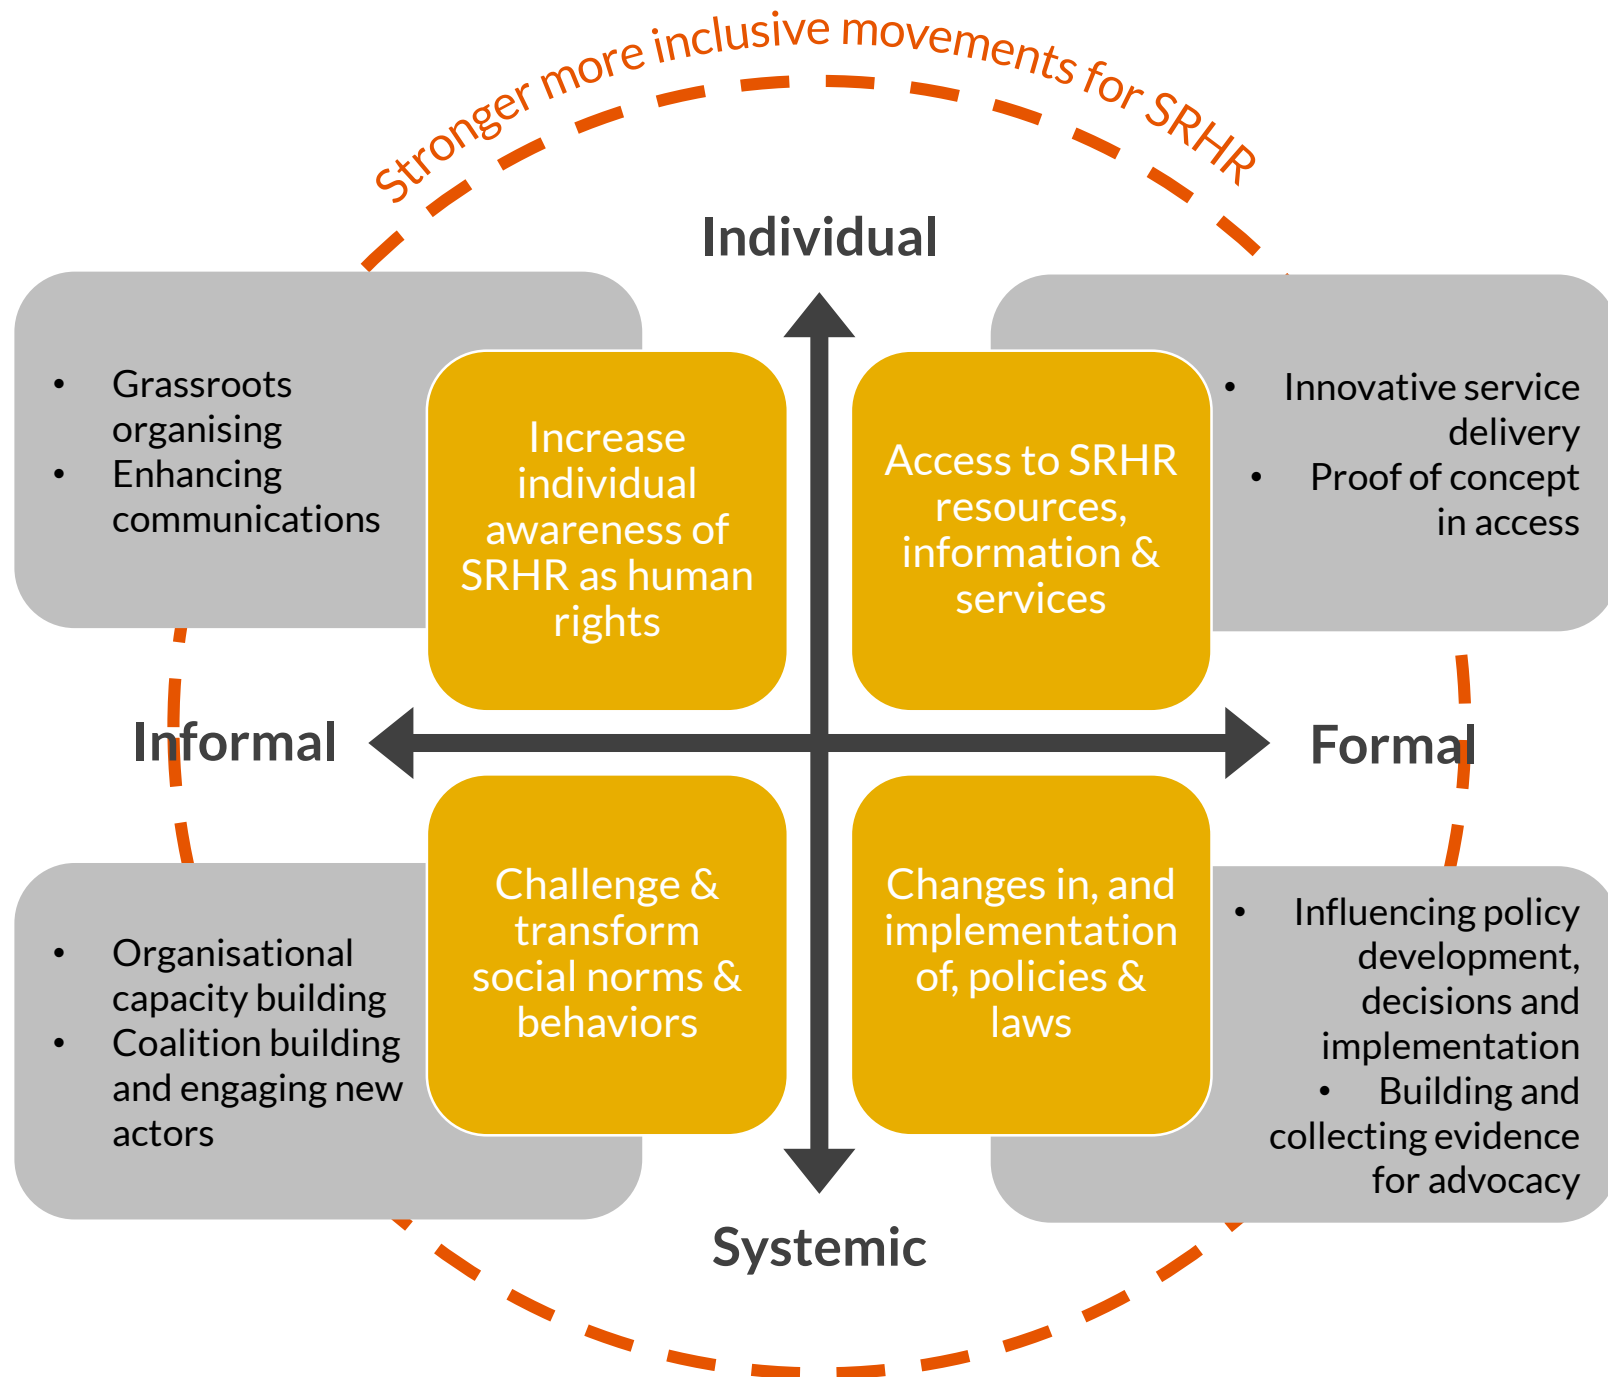 Stronger more inclusive movements for SRHR
Individual
• Grassroots
organising
• Enhancing
communications
Increase
individual
awareness of
SRHR as human
rights
Access to SRHR
resources,
information &
services
• Innovative service
delivery
• Proof of concept
in access
Informal
Formal
• Organisational
capacity building
• Coalition building
and engaging new
actors
Challenge &
transform
social norms &
behaviors
Changes in, and
implementation
of, policies &
laws
• Influencing policy
development,
decisions and
implementation
• Building and
collecting evidence
for advocacy
Systemic